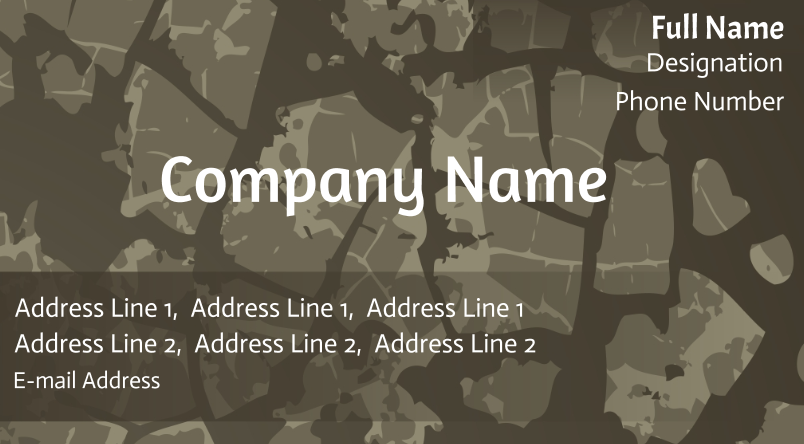 Full Name
Designation
Phone Number
Company Name
Address Line 1, Address Line 1, Address Line 1
Address Line 2, Address Line 2, Address Line 2
E-mail Address